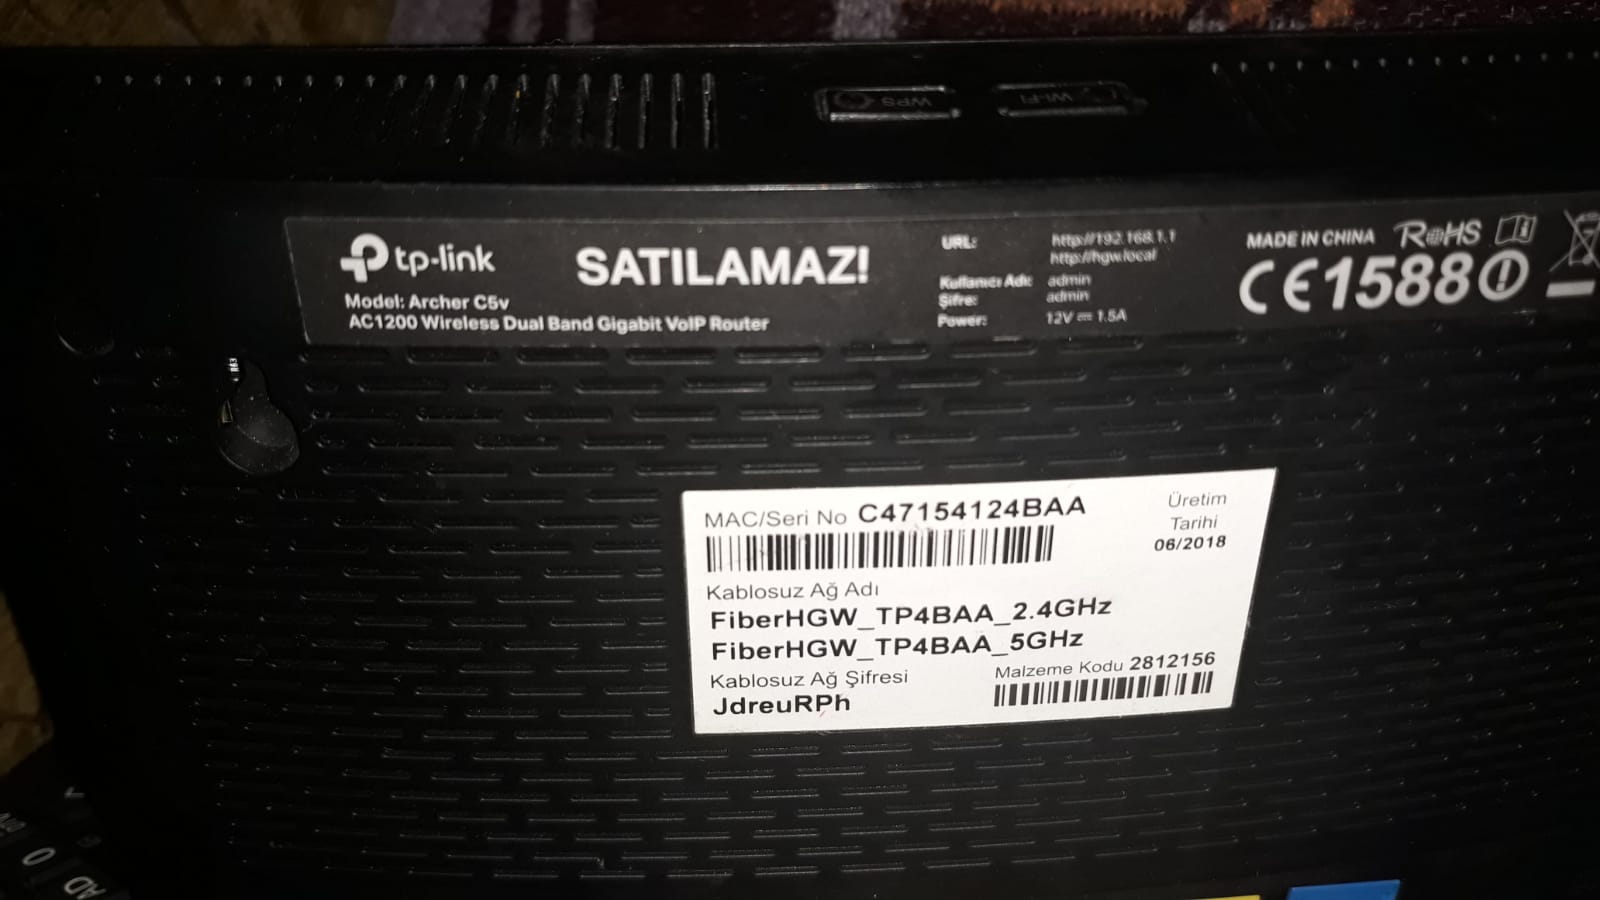 WPS
Wi-Fi
tp-link
SATILAMAZ!
Model: Archer C5v
AC1200 Wireless Dual Band Gigabit VoIP Router
URL: http://192.168.1.1
http://hgw.local
Kullanıcı Adı: admin
Şifre: admin
Power: 12V 1.5A
MADE IN CHINA RoHS
CE1588
MAC/Seri No C47154124BAA
Üretim
Tarihi
06/2018
Kablosuz Ağ Adı
FiberHGW_TP4BAA_2.4GHz
FiberHGW_TP4BAA_5GHz
Kablosuz Ağ Şifresi
JdreuRPh
Malzeme Kodu 2812156